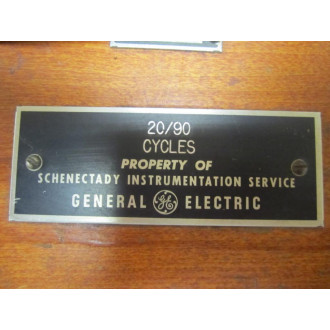 20/90
CYCLES
PROPERTY OF
SCHENECTADY INSTRUMENTATION SERVICE
GENERAL GE ELECTRIC